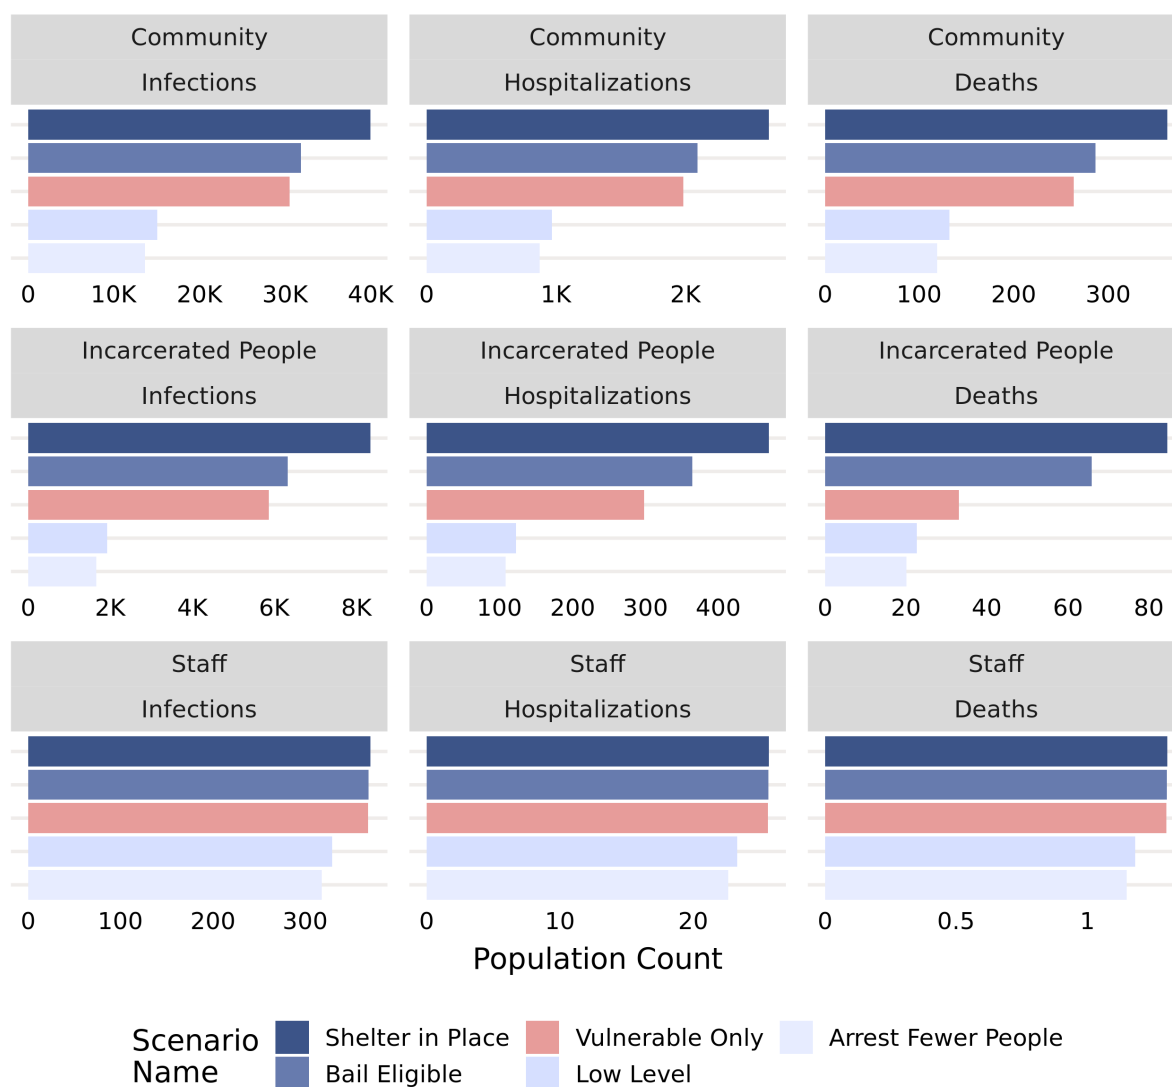 Community Community Community
Infections Hospitalizations Deaths
0 10K 20K 30K 40K 0 1K 2K 0 100 200 300
Incarcerated People Incarcerated People Incarcerated People
Infections Hospitalizations Deaths
0 2K 4K 6K 8K 0 100 200 300 400 0 20 40 60 80
Staff Staff Staff
Infections Hospitalizations Deaths
0 100 200 300 0 10 20 0 0.5 1
Population Count
Scenario Name
Shelter in Place Vulnerable Only Arrest Fewer People
Bail Eligible Low Level